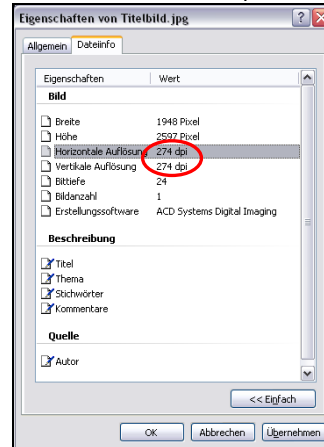 Eigenschaften von Titelbild.jpg
Allgemein Dateiinfo
Eigenschaften Wert
Bild
Breite 1948 Pixel
Höhe 2597 Pixel
Horizontale Auflösung 274 dpi
Vertikale Auflösung 274 dpi
Bittiefe 24
Bildanzahl 1
Erstellungssoftware ACD Systems Digital Imaging
Beschreibung
Titel
Thema
Stichwörter
Kommentare
Quelle
Autor
<< Einfach
OK Abbrechen Übernehmen